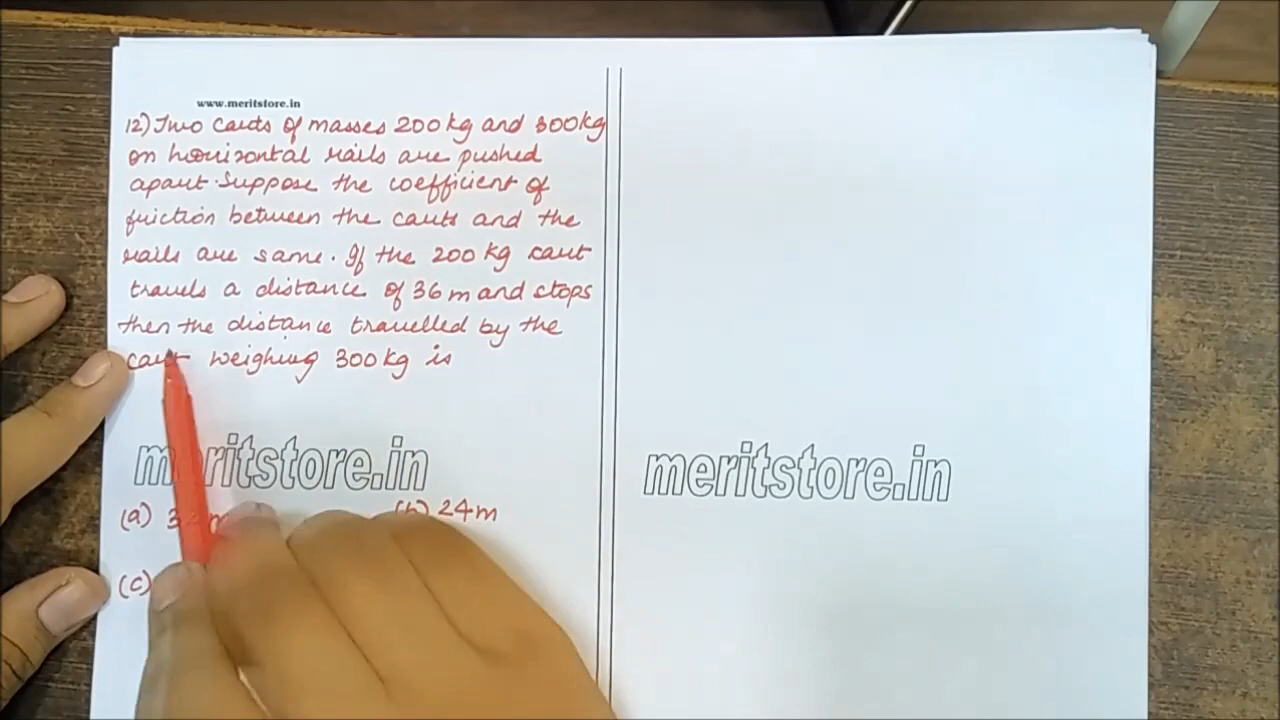 www.meritstore.in
12) Two carts of masses 200 kg and 300 kg
on horizontal rails are pushed
apart. Suppose the coefficient of
friction between the carts and the
rails are same. If the 200 kg cart
travels a distance of 36 m and stops
then the distance travelled by the
cart weighing 300 kg is
meritstore.in
meritstore.in
(a)
(b) 24 m
(c)